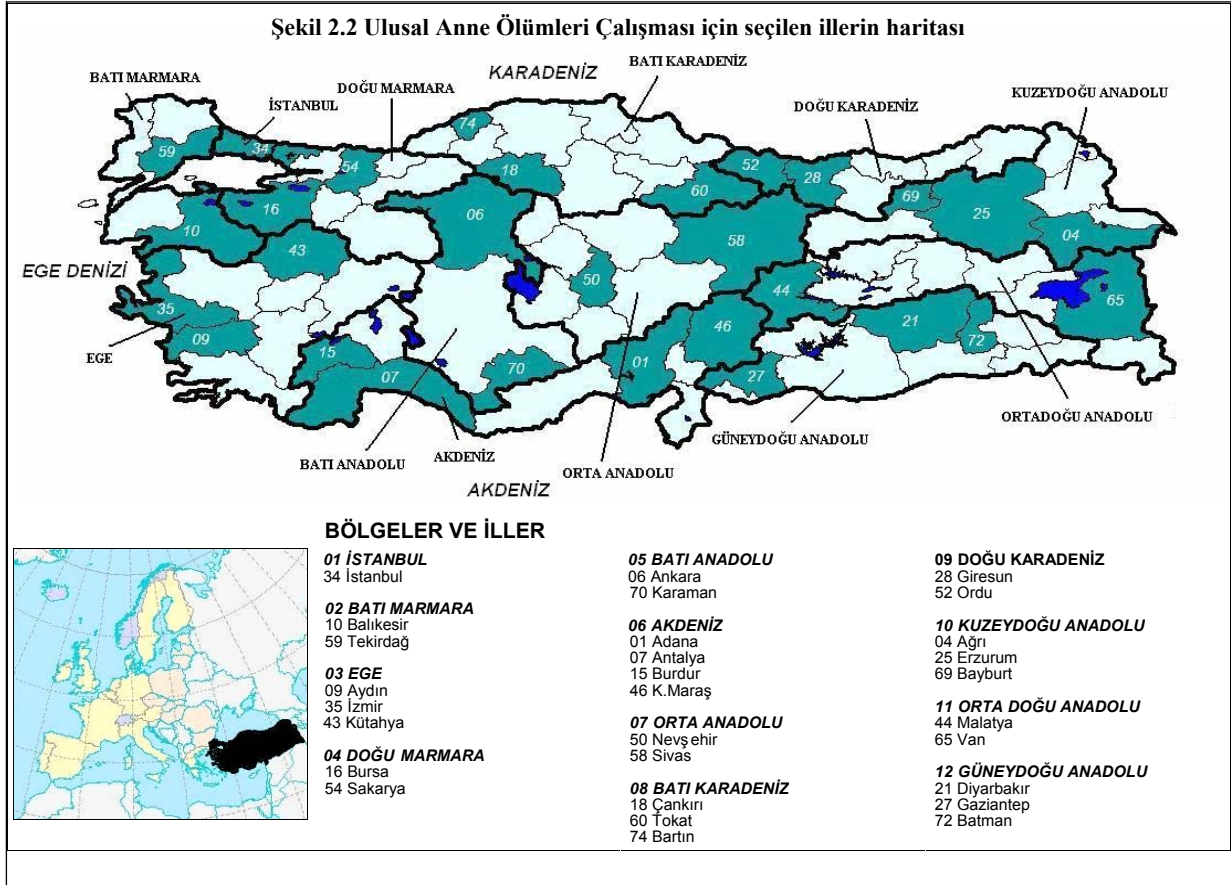 Şekil 2.2 Ulusal Anne Ölümleri Çalışması için seçilen illerin haritası
BATI MARMARA
İSTANBUL
DOĞU MARMARA
KARADENİZ
BATI KARADENİZ
DOĞU KARADENİZ
KUZEYDOĞU ANADOLU
59
34
54
74
18
60
52
28
69
25
04
10
16
43
06
50
58
44
65
EGE DENİZİ
35
09
15
07
70
01
46
27
21
72
EGE
BATI ANADOLU
AKDENİZ
ORTA ANADOLU
GÜNEYDOĞU ANADOLU
ORTADOĞU ANADOLU
AKDENİZ
BÖLGELER VE İLLER
01 İSTANBUL
34 İstanbul
02 BATI MARMARA
10 Balıkesir
59 Tekirdağ
03 EGE
09 Aydın
35 İzmir
43 Kütahya
04 DOĞU MARMARA
16 Bursa
54 Sakarya
05 BATI ANADOLU
06 Ankara
70 Karaman
06 AKDENİZ
01 Adana
07 Antalya
15 Burdur
46 K.Maraş
07 ORTA ANADOLU
50 Nevşehir
58 Sivas
08 BATI KARADENİZ
18 Çankırı
60 Tokat
74 Bartın
09 DOĞU KARADENİZ
28 Giresun
52 Ordu
10 KUZEYDOĞU ANADOLU
04 Ağrı
25 Erzurum
69 Bayburt
11 ORTA DOĞU ANADOLU
44 Malatya
65 Van
12 GÜNEYDOĞU ANADOLU
21 Diyarbakır
27 Gaziantep
72 Batman